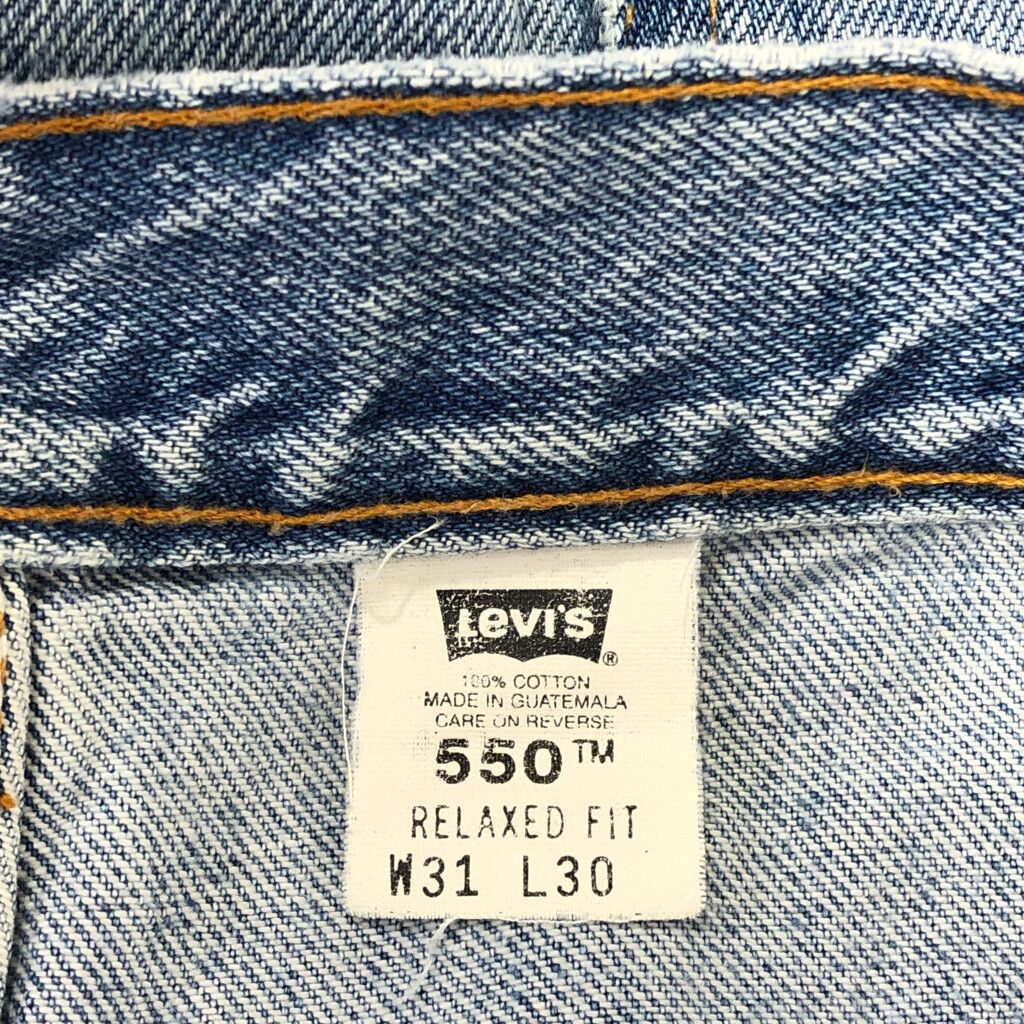 Levi's ®
100% COTTON
MADE IN GUATEMALA
CARE ON REVERSE
550™
RELAXED FIT
W31 L30